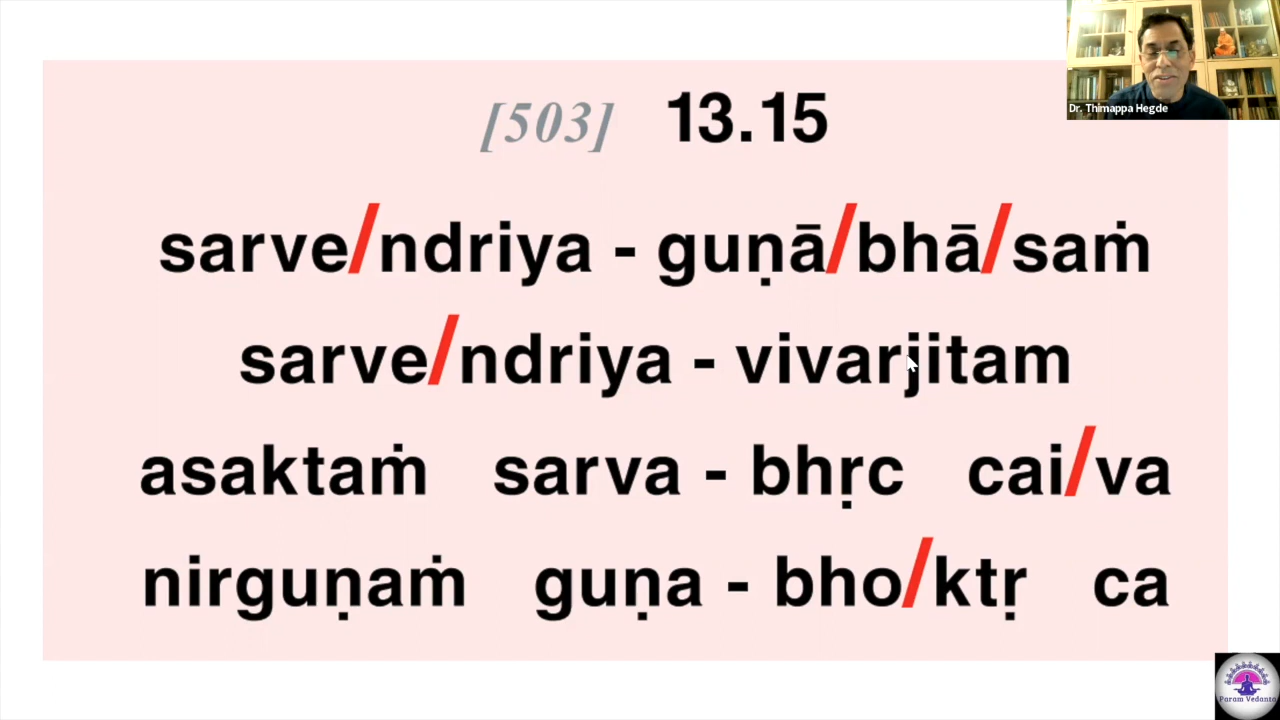 [503] 13.15
Dr. Thimappa Hegde
sarve/ndriya - guṇā/bhā/saṁ
sarve/ndriya - vivarjitam
asaktaṁ sarva - bhṛc cai/va
nirguṇaṁ guṇa - bho/ktṛ ca
Param Vedanta